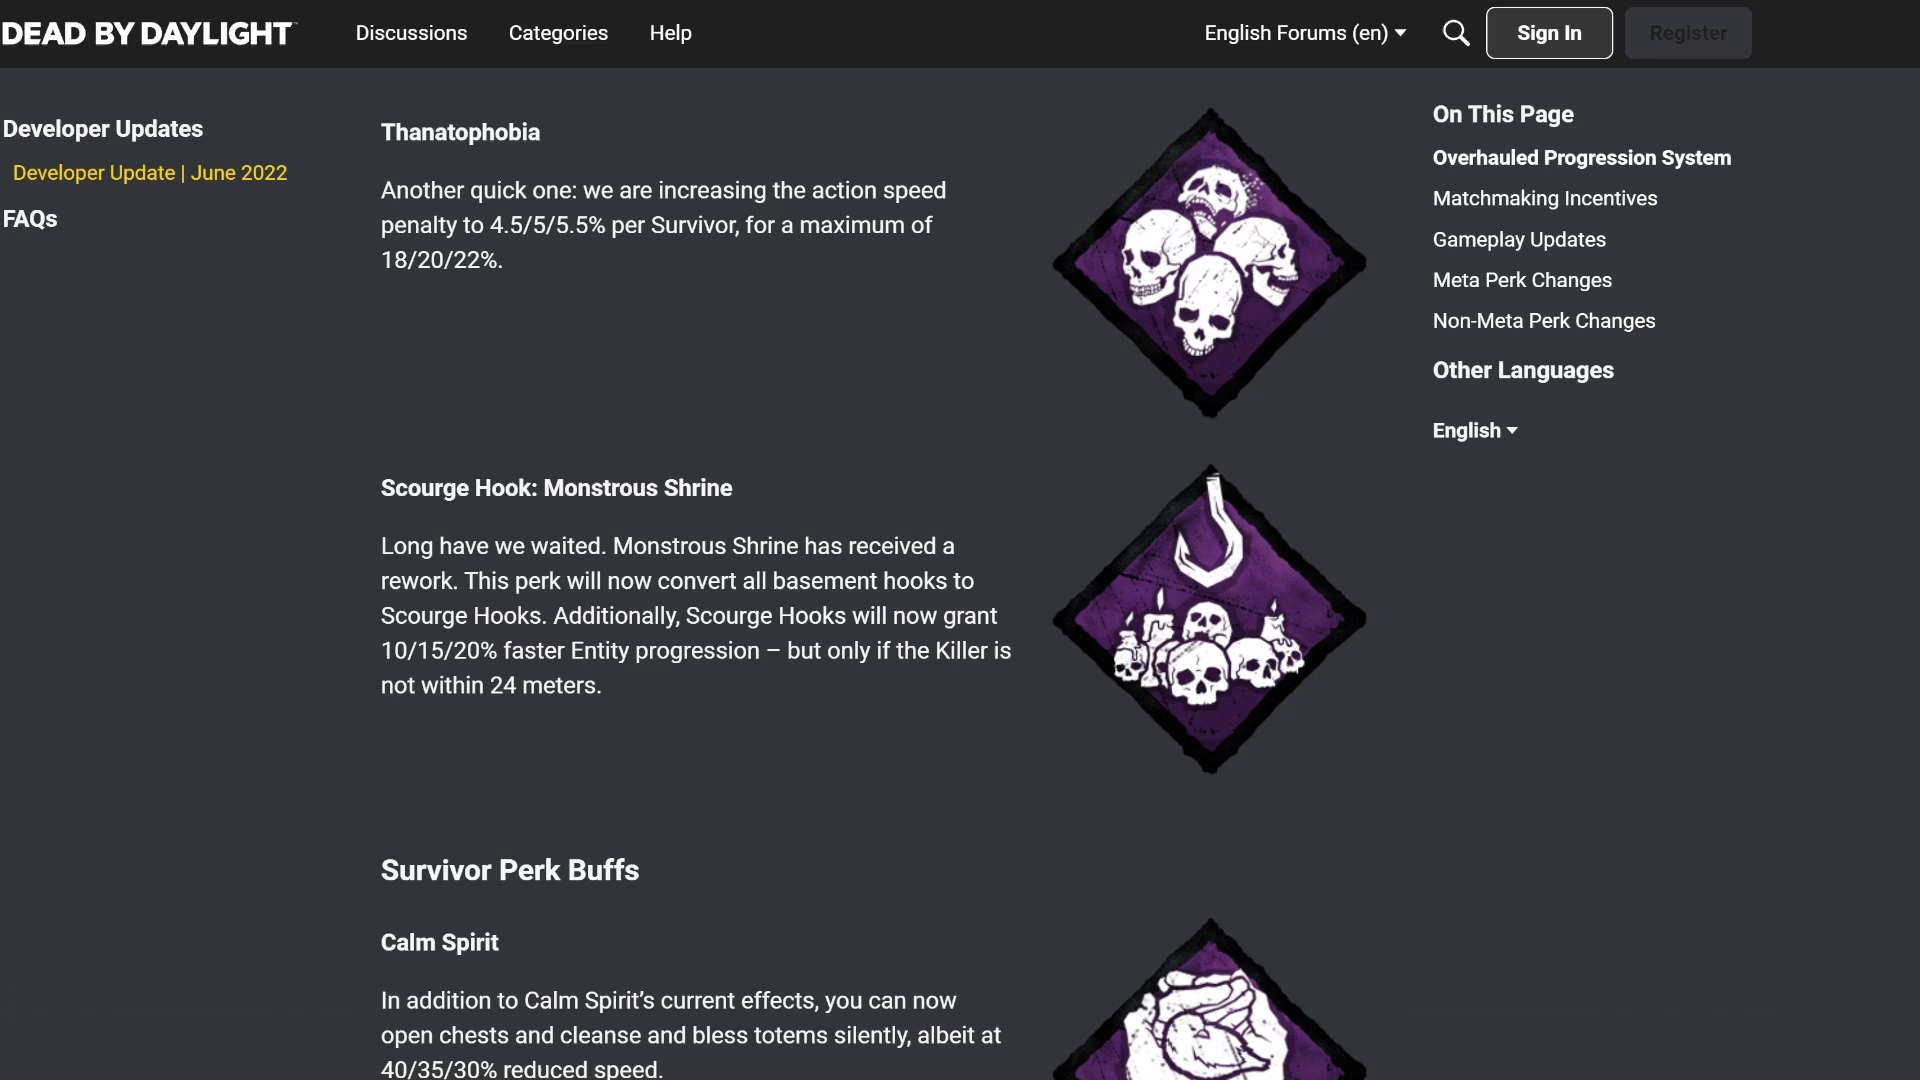 DEAD BY DAYLIGHT™
Discussions
Categories
Help
English Forums (en)
Sign In
Register
Developer Updates
Developer Update | June 2022
FAQs
Thanatophobia
Another quick one: we are increasing the action speed
penalty to 4.5/5/5.5% per Survivor, for a maximum of
18/20/22%.
Scourge Hook: Monstrous Shrine
Long have we waited. Monstrous Shrine has received a
rework. This perk will now convert all basement hooks to
Scourge Hooks. Additionally, Scourge Hooks will now grant
10/15/20% faster Entity progression – but only if the Killer is
not within 24 meters.
Survivor Perk Buffs
Calm Spirit
In addition to Calm Spirit’s current effects, you can now
open chests and cleanse and bless totems silently, albeit at
40/35/30% reduced speed.
On This Page
Overhauled Progression System
Matchmaking Incentives
Gameplay Updates
Meta Perk Changes
Non-Meta Perk Changes
Other Languages
English